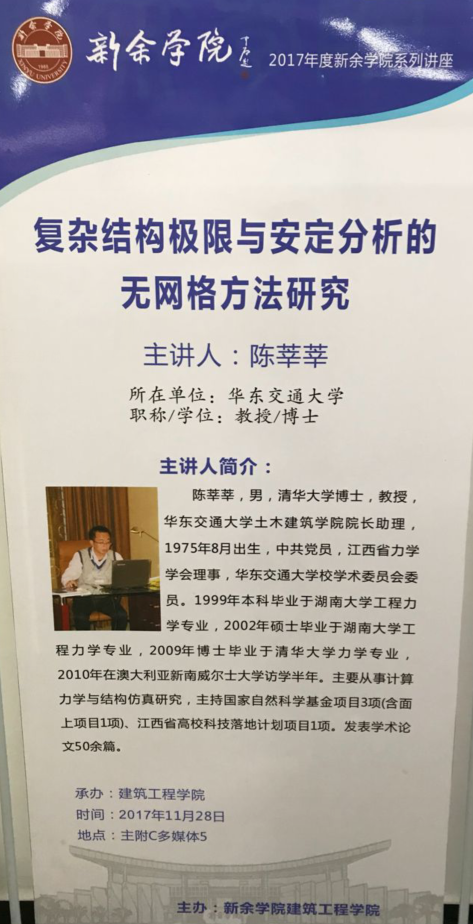 新余学院
XINYU UNIVERSITY
2017年度新余学院系列讲座
复杂结构极限与安定分析的
无网格方法研究
主讲人：陈莘莘
所在单位：华东交通大学
职称/学位：教授/博士
主讲人简介：
陈莘莘，男，清华大学博士，教授，
华东交通大学土木建筑学院院长助理，
1975年8月出生，中共党员，江西省力学
学会理事，华东交通大学校学术委员会委
员。1999年本科毕业于湖南大学工程力
学专业，2002年硕士毕业于湖南大学工
程力学专业，2009年博士毕业于清华大学力学专业，
2010年在澳大利亚新南威尔士大学访学半年。主要从事计算
力学与结构仿真研究，主持国家自然科学基金项目3项(含面
上项目1项)、江西省高校科技落地计划项目1项。发表学术论
文50余篇。
承办：建筑工程学院
时间：2017年11月28日
地点：主附C多媒体5
主办：新余学院建筑工程学院